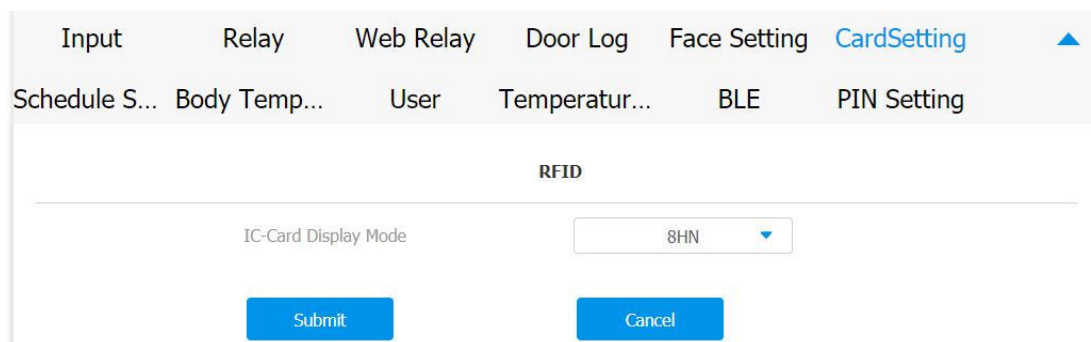 Input Relay Web Relay Door Log Face Setting CardSetting
Schedule S... Body Temp... User Temperatur... BLE PIN Setting
RFID
IC-Card Display Mode 8HN
Submit Cancel